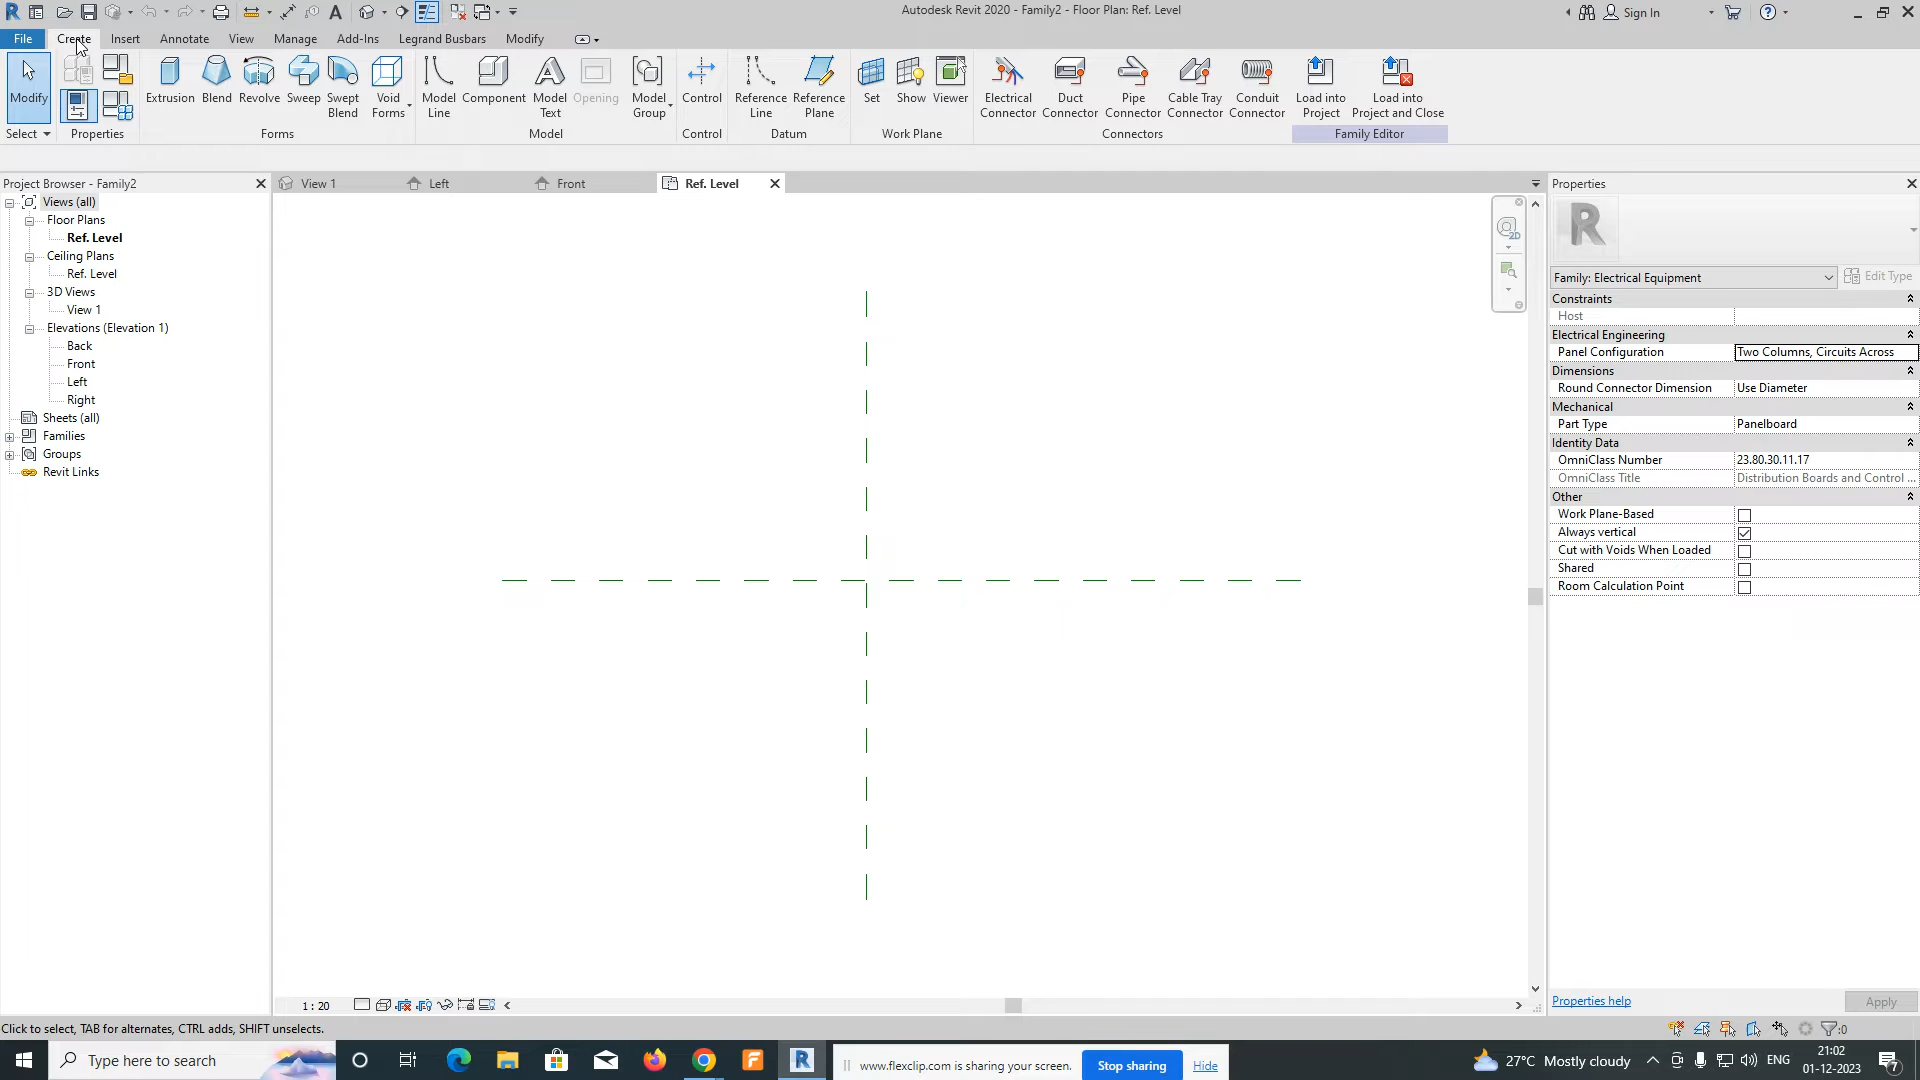 Autodesk Revit 2020 - Family2 - Floor Plan: Ref. Level
Sign In
File Create Insert Annotate View Manage Add-Ins Legrand Busbars Modify
Modify
Extrusion Blend Revolve Sweep Swept Blend Void Forms
Model Line Component Model Text Opening Model Group
Control
Reference Line Reference Plane
Set Show Viewer
Electrical Connector Duct Connector Pipe Connector Cable Tray Connector Conduit Connector
Load into Project Load into Project and Close
Select Properties Forms Model Control Datum Work Plane Connectors Family Editor
Project Browser - Family2
Views (all)
Floor Plans
Ref. Level
Ceiling Plans
Ref. Level
3D Views
View 1
Elevations (Elevation 1)
Back
Front
Left
Right
Sheets (all)
Families
Groups
Revit Links
View 1 Left Front Ref. Level
2D
1 : 20
Properties
Family: Electrical Equipment Edit Type
Constraints
Host
Electrical Engineering
Panel Configuration Two Columns, Circuits Across
Dimensions
Round Connector Dimension Use Diameter
Mechanical
Part Type Panelboard
Identity Data
OmniClass Number 23.80.30.11.17
OmniClass Title Distribution Boards and Control ...
Other
Work Plane-Based
Always vertical
Cut with Voids When Loaded
Shared
Room Calculation Point
Properties help Apply
Click to select, TAB for alternates, CTRL adds, SHIFT unselects.
:0
Type here to search
www.flexclip.com is sharing your screen. Stop sharing Hide
27°C Mostly cloudy
ENG
21:02
01-12-2023
7